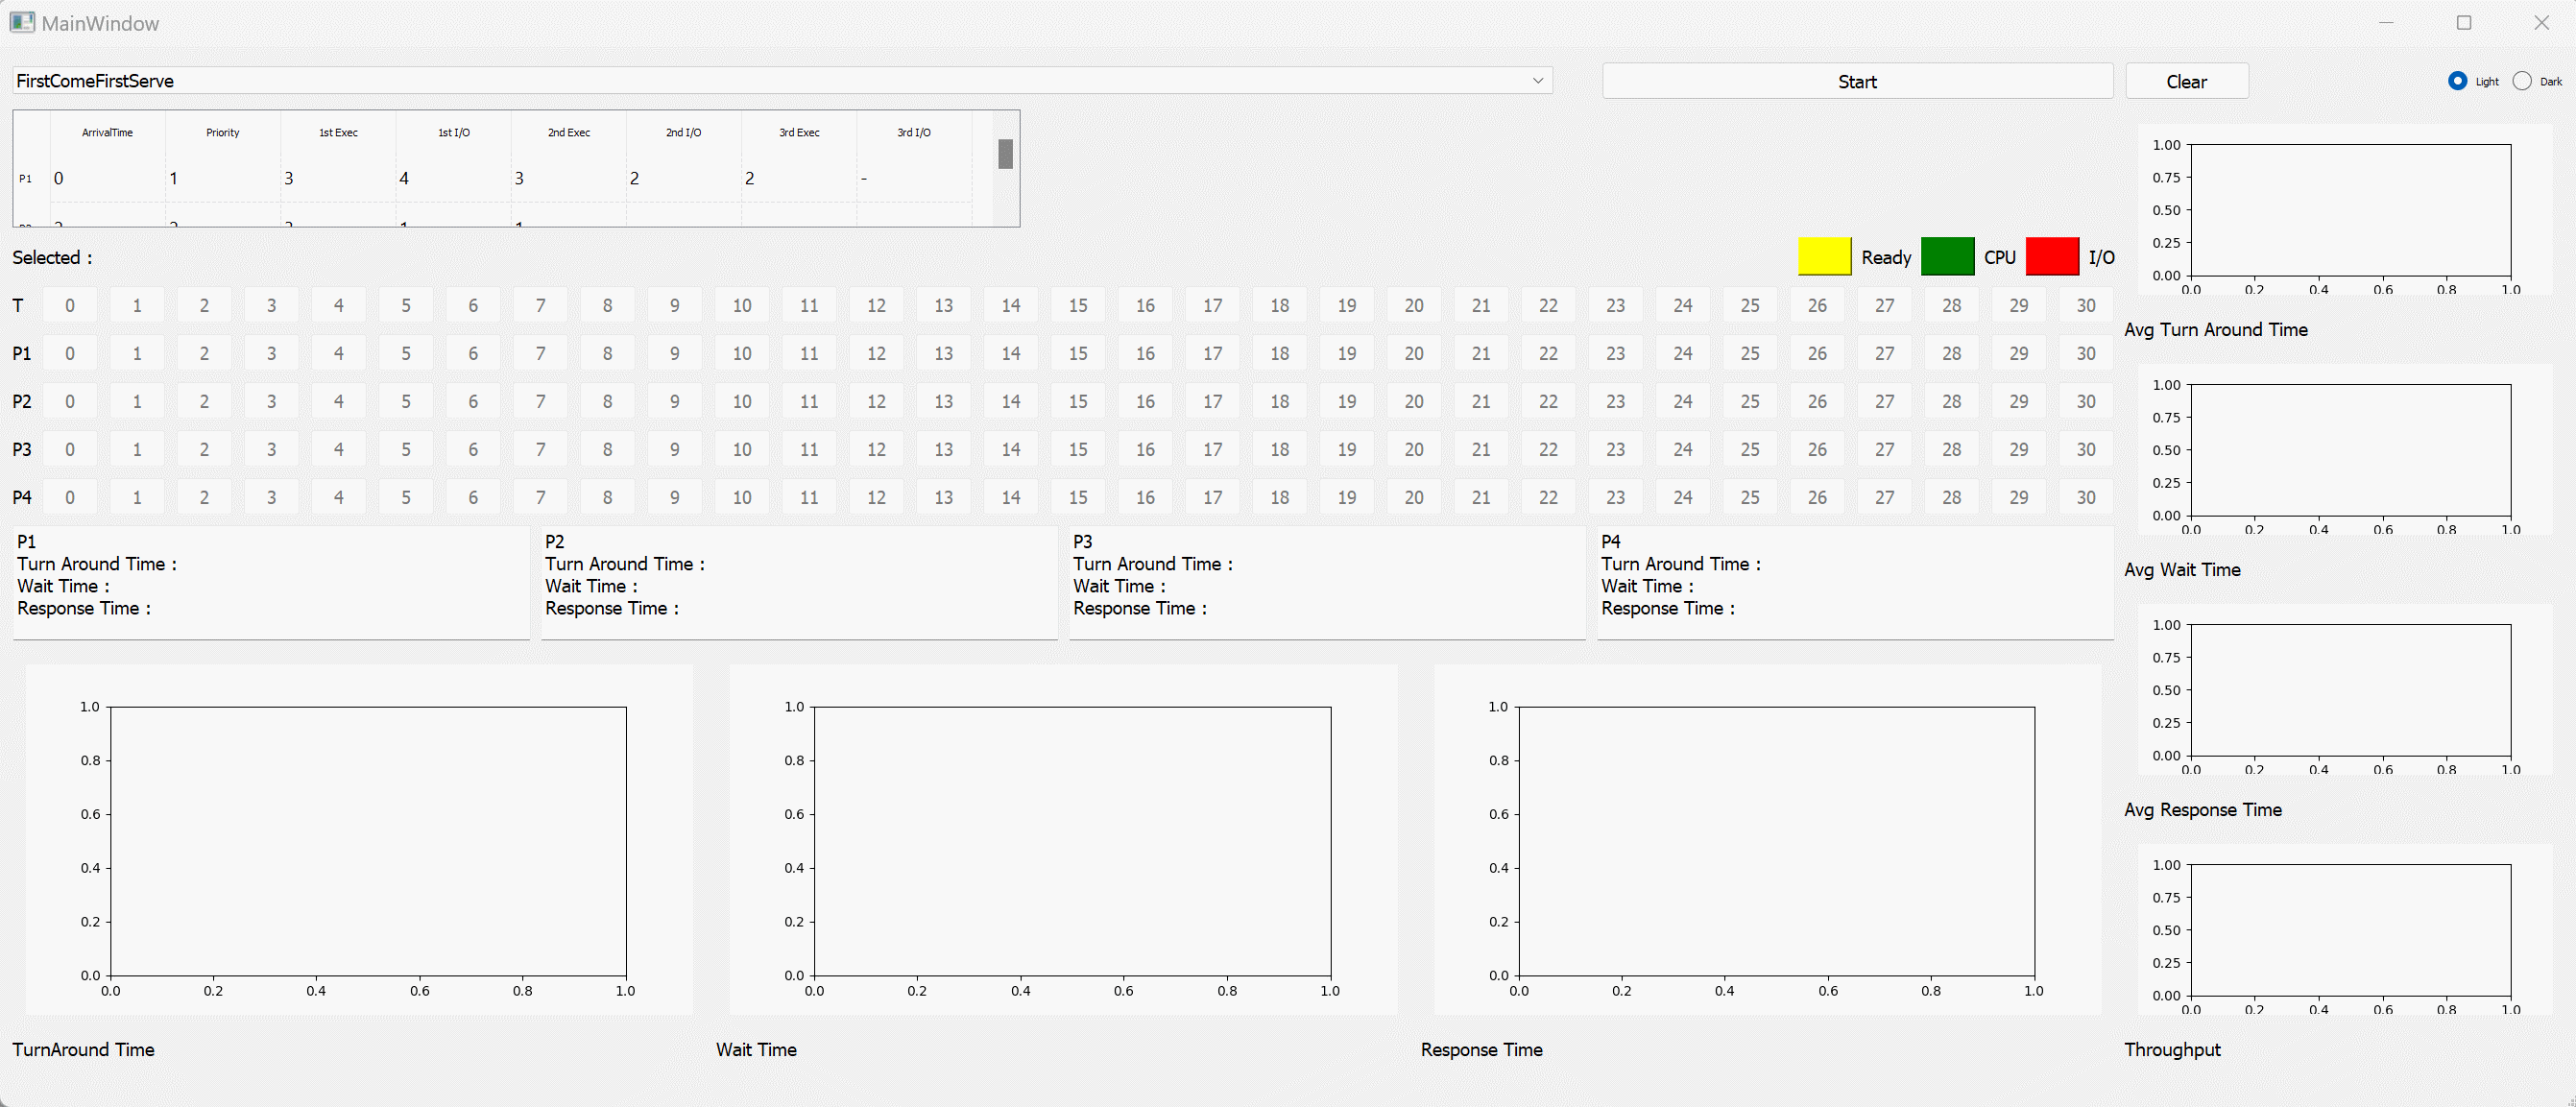 MainWindow
FirstComeFirstServe
Start
Clear
Light
Dark
ArrivalTime Priority 1st Exec 1st I/O 2nd Exec 2nd I/O 3rd Exec 3rd I/O
P1 0 1 3 4 3 2 2 -
Selected :
Ready CPU I/O
T 0 1 2 3 4 5 6 7 8 9 10 11 12 13 14 15 16 17 18 19 20 21 22 23 24 25 26 27 28 29 30
P1 0 1 2 3 4 5 6 7 8 9 10 11 12 13 14 15 16 17 18 19 20 21 22 23 24 25 26 27 28 29 30
P2 0 1 2 3 4 5 6 7 8 9 10 11 12 13 14 15 16 17 18 19 20 21 22 23 24 25 26 27 28 29 30
P3 0 1 2 3 4 5 6 7 8 9 10 11 12 13 14 15 16 17 18 19 20 21 22 23 24 25 26 27 28 29 30
P4 0 1 2 3 4 5 6 7 8 9 10 11 12 13 14 15 16 17 18 19 20 21 22 23 24 25 26 27 28 29 30
P1
Turn Around Time :
Wait Time :
Response Time :
P2
Turn Around Time :
Wait Time :
Response Time :
P3
Turn Around Time :
Wait Time :
Response Time :
P4
Turn Around Time :
Wait Time :
Response Time :
1.0
0.8
0.6
0.4
0.2
0.0
0.0 0.2 0.4 0.6 0.8 1.0
TurnAround Time
1.0
0.8
0.6
0.4
0.2
0.0
0.0 0.2 0.4 0.6 0.8 1.0
Wait Time
1.0
0.8
0.6
0.4
0.2
0.0
0.0 0.2 0.4 0.6 0.8 1.0
Response Time
1.00
0.75
0.50
0.25
0.00
0.0 0.2 0.4 0.6 0.8 1.0
Avg Turn Around Time
1.00
0.75
0.50
0.25
0.00
0.0 0.2 0.4 0.6 0.8 1.0
Avg Wait Time
1.00
0.75
0.50
0.25
0.00
0.0 0.2 0.4 0.6 0.8 1.0
Avg Response Time
1.00
0.75
0.50
0.25
0.00
0.0 0.2 0.4 0.6 0.8 1.0
Throughput